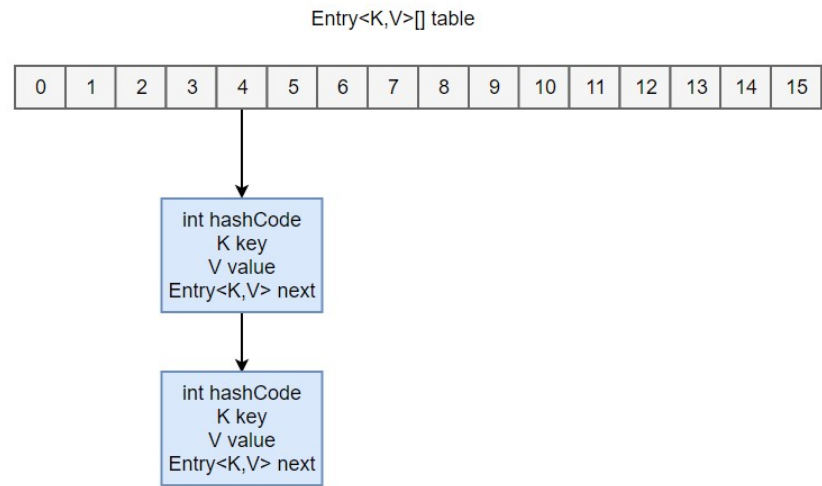 Entry<K,V>[] table
0 1 2 3 4 5 6 7 8 9 10 11 12 13 14 15
int hashCode
K key
V value
Entry<K,V> next
int hashCode
K key
V value
Entry<K,V> next